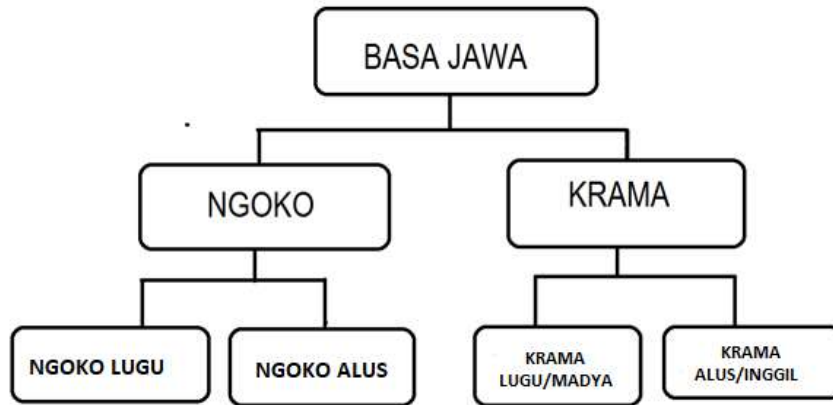 BASA JAWA
NGOKO
KRAMA
NGOKO LUGU
NGOKO ALUS
KRAMA
LUGU/MADYA
KRAMA
ALUS/INGGIL